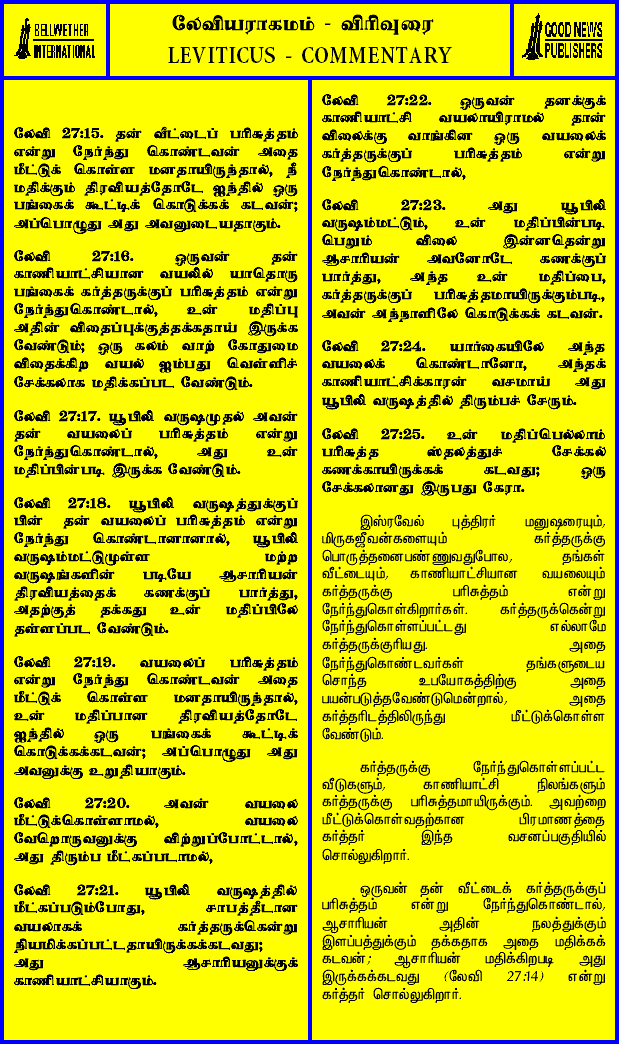 BELLWETHER
INTERNATIONAL
லேவியராகமம் - விரிவுரை
LEVITICUS - COMMENTARY
GOOD NEWS
PUBLISHERS
லேவி 27:15. தன் வீட்டைப் பரிசுத்தம்
என்று நேர்ந்து கொண்டவன் அதை
மீட்டுக் கொள்ள மனதாயிருந்தால், நீ
மதிக்கும் திரவியத்தோடே ஐந்தில் ஒரு
பங்கைக் கூட்டிக் கொடுக்கக் கடவன்;
அப்பொழுது அது அவனுடையதாகும்.
லேவி 27:16. ஒருவன் தன்
காணியாட்சியான வயலில் யாதொரு
பங்கைக் கர்த்தருக்குப் பரிசுத்தம் என்று
நேர்ந்துகொண்டால், உன் மதிப்பு
அதின் விதைப்புக்குத்தக்கதாய் இருக்க
வேண்டும்; ஒரு கலம் வாற் கோதுமை
விதைக்கிற வயல் ஐம்பது வெள்ளிச்
சேக்கலாக மதிக்கப்பட வேண்டும்.
லேவி 27:17. யூபிலி வருஷமுதல் அவன்
தன் வயலைப் பரிசுத்தம் என்று
நேர்ந்துகொண்டால், அது உன்
மதிப்பின்படி இருக்க வேண்டும்.
லேவி 27:18. யூபிலி வருஷத்துக்குப்
பின் தன் வயலைப் பரிசுத்தம் என்று
நேர்ந்து கொண்டானானால், யூபிலி
வருஷம்மட்டுமுள்ள மற்ற
வருஷங்களின் படியே ஆசாரியன்
திரவியத்தைக் கணக்குப் பார்த்து,
அதற்குத் தக்கது உன் மதிப்பிலே
தள்ளப்பட வேண்டும்.
லேவி 27:19. வயலைப் பரிசுத்தம்
என்று நேர்ந்து கொண்டவன் அதை
மீட்டுக் கொள்ள மனதாயிருந்தால்,
உன் மதிப்பான திரவியத்தோடே
ஐந்தில் ஒரு பங்கைக் கூட்டிக்
கொடுக்கக்கடவன்; அப்பொழுது அது
அவனுக்கு உறுதியாகும்.
லேவி 27:20. அவன் வயலை
மீட்டுக்கொள்ளாமல், வயலை
வேறொருவனுக்கு விற்றுப்போட்டால்,
அது திரும்ப மீட்கப்படாமல்,
லேவி 27:21. யூபிலி வருஷத்தில்
மீட்கப்படும்போது, சாபத்தீடான
வயலாகக் கர்த்தருக்கென்று
நியமிக்கப்பட்டதாயிருக்கக்கடவது;
அது ஆசாரியனுக்குக்
காணியாட்சியாகும்.
லேவி 27:22. ஒருவன் தனக்குக்
காணியாட்சி வயலாயிராமல் தான்
விலைக்கு வாங்கின ஒரு வயலைக்
கர்த்தருக்குப் பரிசுத்தம் என்று
நேர்ந்துகொண்டால்,
லேவி 27:23. அது யூபிலி
வருஷம்மட்டும், உன் மதிப்பின்படி
பெறும் விலை இன்னதென்று
ஆசாரியன் அவனோடே கணக்குப்
பார்த்து, அந்த உன் மதிப்பை,
கர்த்தருக்குப் பரிசுத்தமாயிருக்கும்படி,
அவன் அந்நாளிலே கொடுக்கக் கடவன்.
லேவி 27:24. யார்கையிலே அந்த
வயலைக் கொண்டானோ, அந்தக்
காணியாட்சிக்காரன் வசமாய் அது
யூபிலி வருஷத்தில் திரும்பச் சேரும்.
லேவி 27:25. உன் மதிப்பெல்லாம்
பரிசுத்த ஸ்தலத்துச் சேக்கல்
கணக்காயிருக்கக் கடவது; ஒரு
சேக்கலானது இருபது கேரா.
இஸ்ரவேல் புத்திரர் மனுஷரையும்,
மிருகஜீவன்களையும் கர்த்தருக்கு
பொருத்தனைபண்ணுவதுபோல, தங்கள்
வீட்டையும், காணியாட்சியான வயலையும்
கர்த்தருக்கு பரிசுத்தம் என்று
நேர்ந்துகொள்கிறார்கள். கர்த்தருக்கென்று
நேர்ந்துகொள்ளப்பட்டது எல்லாமே
கர்த்தருக்குரியது. அதை
நேர்ந்துகொண்டவர்கள் தங்களுடைய
சொந்த உபயோகத்திற்கு அதை
பயன்படுத்தவேண்டுமென்றால், அதை
கர்த்தரிடத்திலிருந்து மீட்டுக்கொள்ள
வேண்டும்.
கர்த்தருக்கு நேர்ந்துகொள்ளப்பட்ட
வீடுகளும், காணியாட்சி நிலங்களும்
கர்த்தருக்கு பரிசுத்தமாயிருக்கும். அவற்றை
மீட்டுக்கொள்வதற்கான பிரமாணத்தை
கர்த்தர் இந்த வசனப்பகுதியில்
சொல்லுகிறார்.
ஒருவன் தன் வீட்டைக் கர்த்தருக்குப்
பரிசுத்தம் என்று நேர்ந்துகொண்டால்,
ஆசாரியன் அதின் நலத்துக்கும்
இளப்பத்துக்கும் தக்கதாக அதை மதிக்கக்
கடவன்; ஆசாரியன் மதிக்கிறபடி அது
இருக்கக்கடவது (லேவி 27:14) என்று
கர்த்தர் சொல்லுகிறார்.